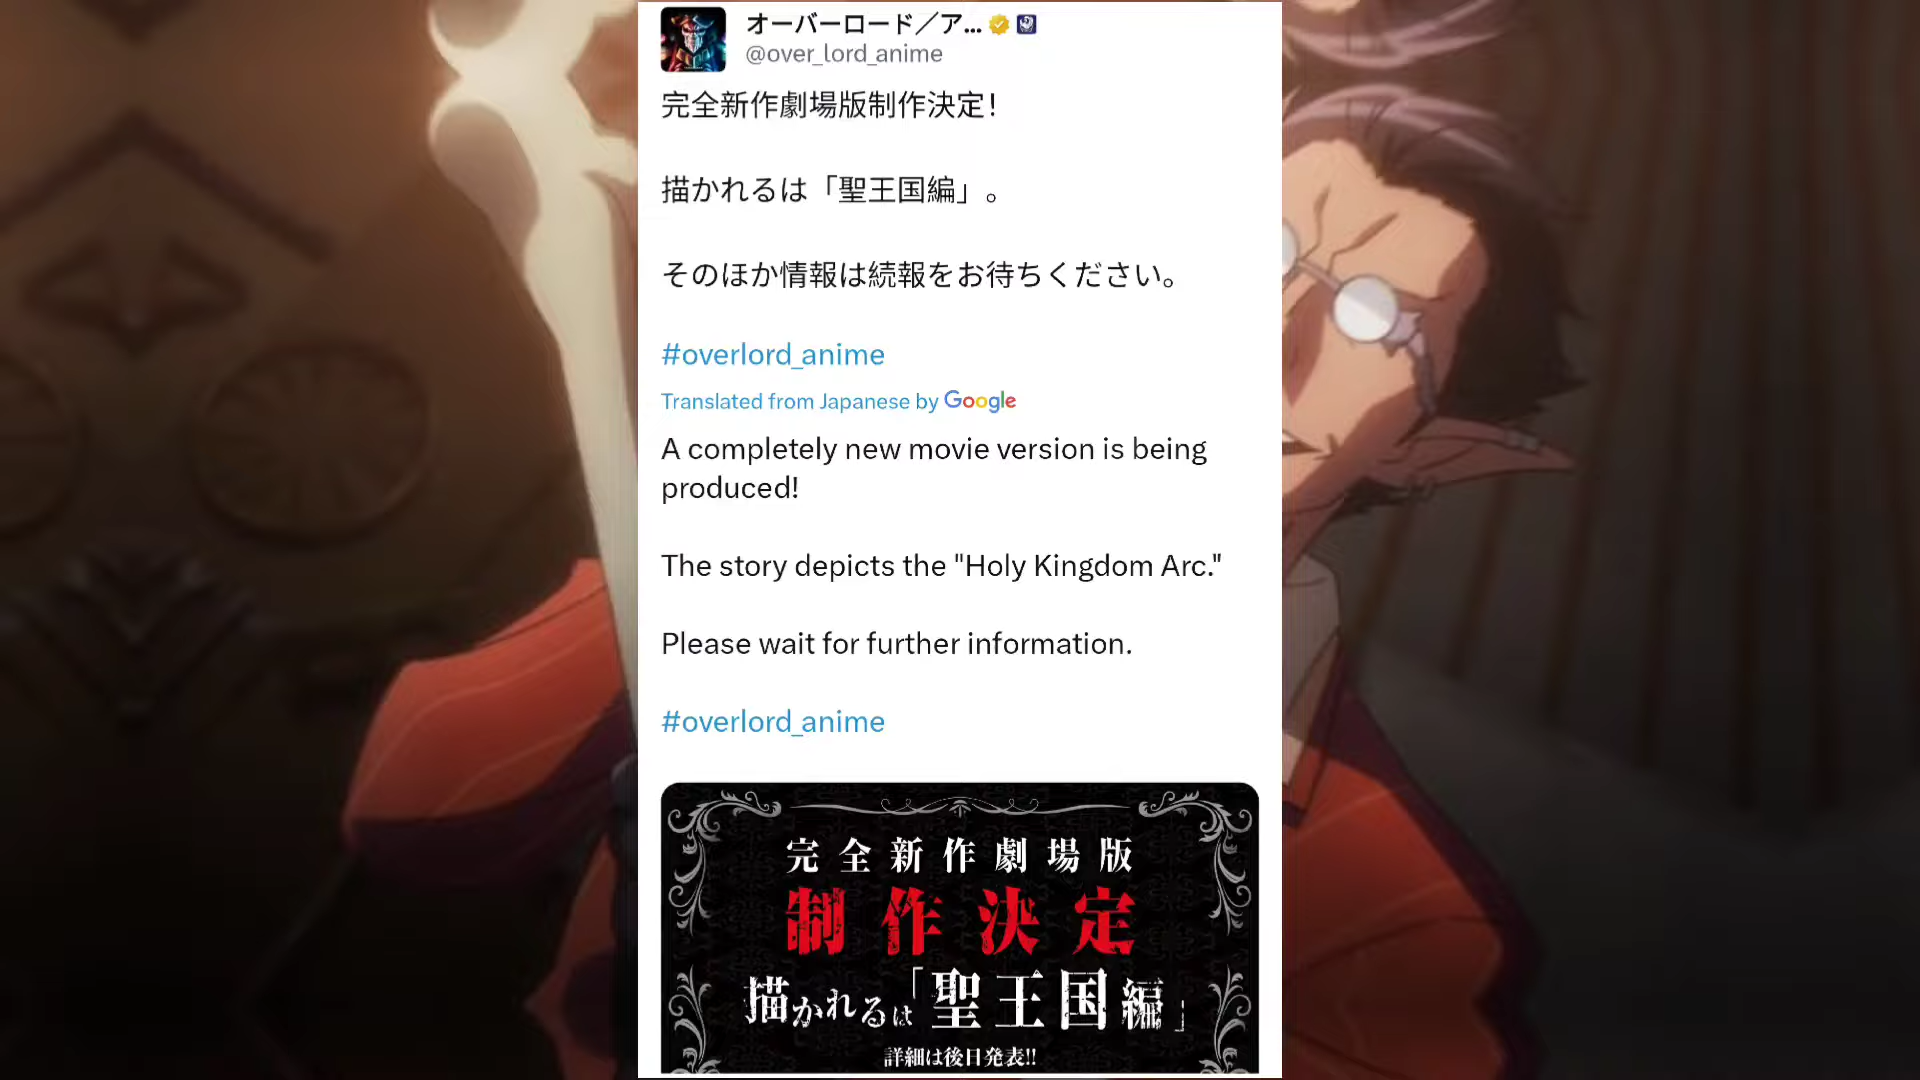 オーバーロード／ア...
@over_lord_anime
完全新作劇場版制作決定!
描かれるは「聖王国編」。
そのほか情報は続報をお待ちください。
#overlord_anime
Translated from Japanese by Google
A completely new movie version is being
produced!
The story depicts the "Holy Kingdom Arc."
Please wait for further information.
#overlord_anime
完全新作劇場版
制作決定
描かれるは「聖王国編」
詳細は後日発表!!